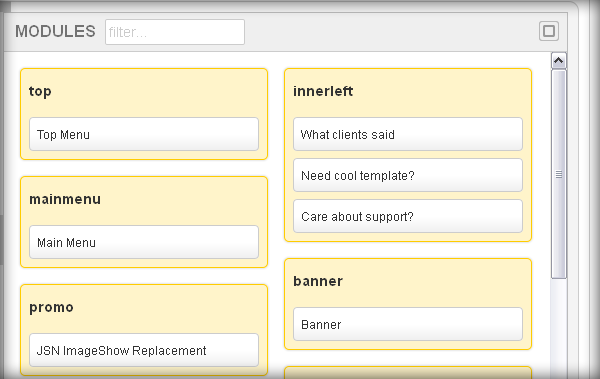 MODULES filter...
top
Top Menu
mainmenu
Main Menu
promo
JSN ImageShow Replacement
innerleft
What clients said
Need cool template?
Care about support?
banner
Banner